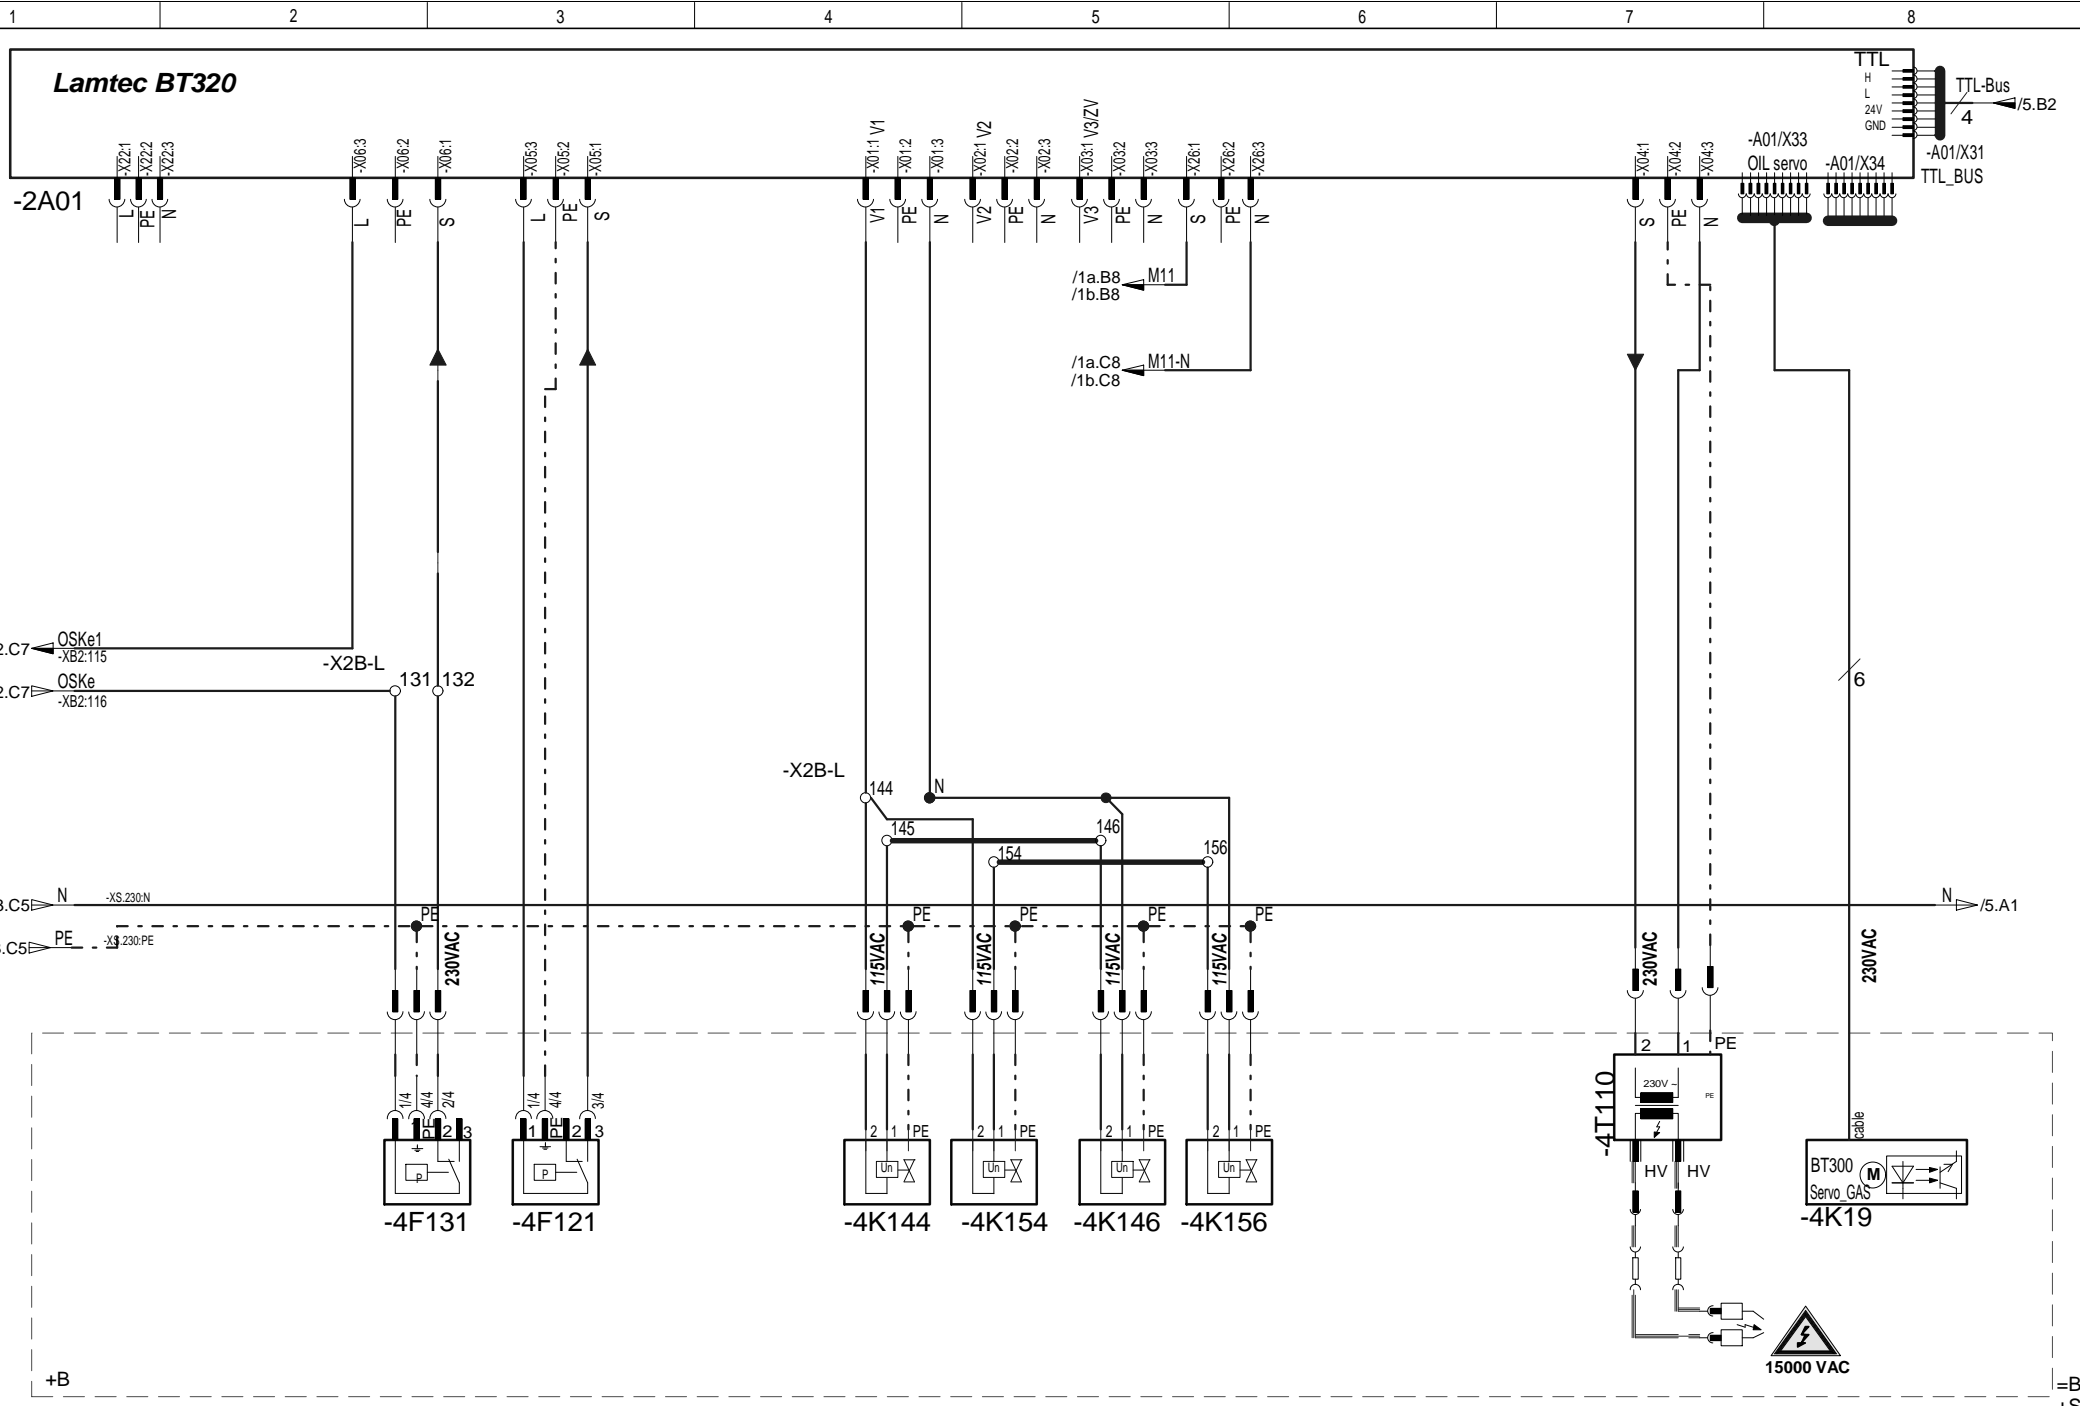 1 2 3 4 5 6 7 8
Lamtec BT320
TTL
H
L
24V
GND
TTL-Bus
4
/5.B2
-A01/X31
TTL_BUS
-A01/X33
OIL servo
-A01/X34
-2A01
-X22:1 -X22:2 -X22:3
-X06:3 -X06:2 -X06:1
-X05:3 -X05:2 -X05:1
-X01:1 V1 -X01:2 -X01:3
-X02:1 V2 -X02:2 -X02:3
-X03:1 V3/ZV -X03:2 -X03:3
-X26:1 -X26:2 -X26:3
-X04:1 -X04:2 -X04:3
L PE N
L PE S
L PE S
V1 PE N
V2 PE N
V3 PE N
S PE N
S PE N
/1a.B8 M11
/1b.B8
/1a.C8 M11-N
/1b.C8
2.C7 OSKe1
-XB2:115
2.C7 OSKe
-XB2:116
-X2B-L
131 132
6
-X2B-L
144 N
145 146
154 156
3.C5 N -XS.230:N
N /5.A1
3.C5 PE -XS.230:PE
PE PE PE PE PE
230VAC 115VAC 115VAC 115VAC 115VAC 230VAC 230VAC
1/4 4/4 2/4
1 PE 2 3
P
-4F131
1/4 4/4 3/4
1 PE 2 3
P
-4F121
2 1 PE
Un
-4K144
2 1 PE
Un
-4K154
2 1 PE
Un
-4K146
2 1 PE
Un
-4K156
2 1 PE
230V ~
PE
-4T110
HV HV
cable
BT300
M
Servo_GAS
-4K19
15000 VAC
+B
=B
+S